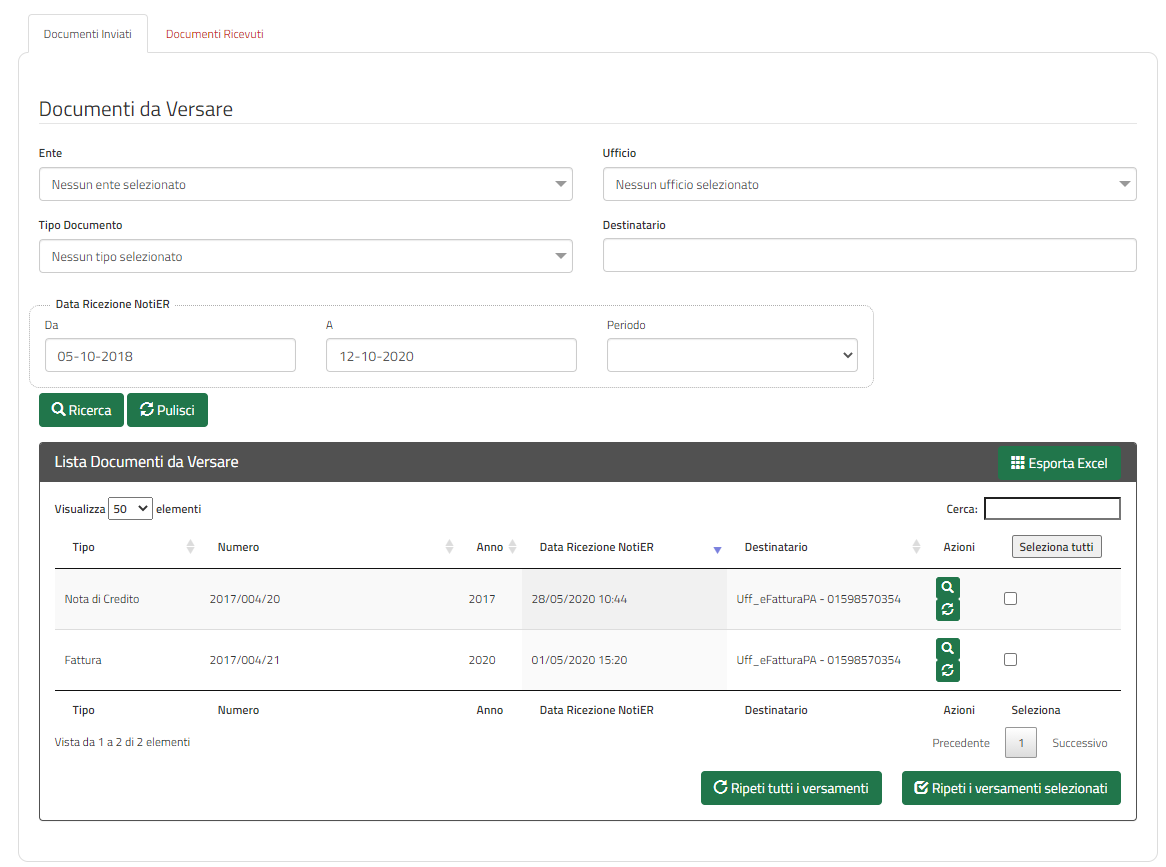 Documenti Inviati Documenti Ricevuti
Documenti da Versare
Ente Ufficio
Nessun ente selezionato Nessun ufficio selezionato
Tipo Documento Destinatario
Nessun tipo selezionato
Data Ricezione NotiER
Da A Periodo
05-10-2018 12-10-2020
Ricerca Pulisci
Lista Documenti da Versare Esporta Excel
Visualizza 50 elementi Cerca:
Tipo Numero Anno Data Ricezione NotiER Destinatario Azioni Seleziona tutti
Nota di Credito 2017/004/20 2017 28/05/2020 10:44 Uff_eFatturaPA - 01598570354
Fattura 2017/004/21 2020 01/05/2020 15:20 Uff_eFatturaPA - 01598570354
Tipo Numero Anno Data Ricezione NotiER Destinatario Azioni Seleziona
Vista da 1 a 2 di 2 elementi Precedente 1 Successivo
Ripeti tutti i versamenti Ripeti i versamenti selezionati